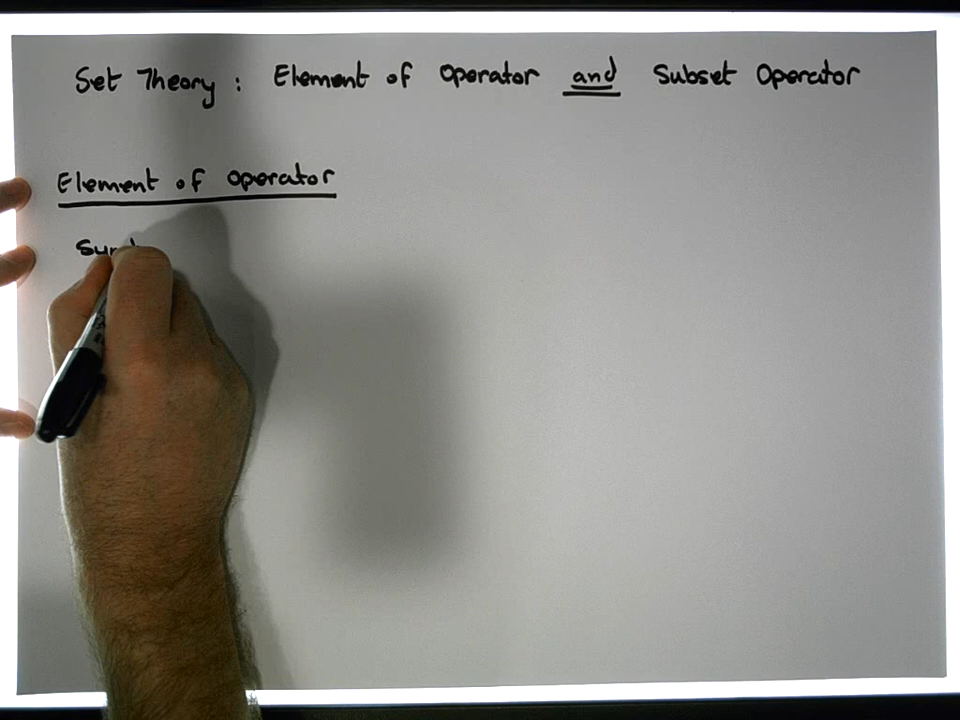 Set Theory : Element of Operator and Subset Operator
Element of operator